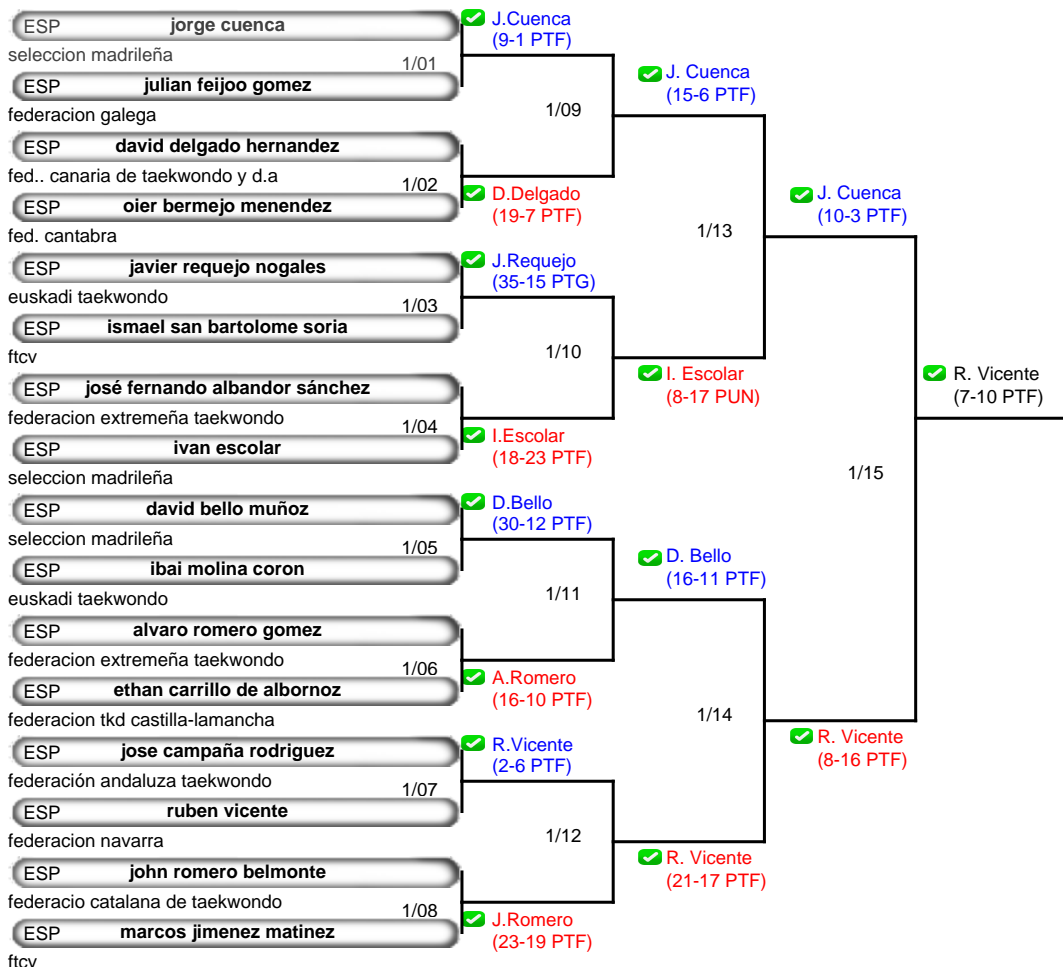 ESP jorge cuenca
seleccion madrileña
1/01
ESP julian feijoo gomez
federacion galega
ESP david delgado hernandez
fed.. canaria de taekwondo y d.a
1/02
ESP oier bermejo menendez
fed. cantabra
ESP javier requejo nogales
euskadi taekwondo
1/03
ESP ismael san bartolome soria
ftcv
ESP josé fernando albandor sánchez
federacion extremeña taekwondo
1/04
ESP ivan escolar
seleccion madrileña
ESP david bello muñoz
seleccion madrileña
1/05
ESP ibai molina coron
euskadi taekwondo
ESP alvaro romero gomez
federacion extremeña taekwondo
1/06
ESP ethan carrillo de albornoz
federacion tkd castilla-lamancha
ESP jose campaña rodriguez
federación andaluza taekwondo
1/07
ESP ruben vicente
federacion navarra
ESP john romero belmonte
federacio catalana de taekwondo
1/08
ESP marcos jimenez matinez
ftcv
J.Cuenca
(9-1 PTF)
1/09
D.Delgado
(19-7 PTF)
J.Requejo
(35-15 PTG)
1/10
I.Escolar
(18-23 PTF)
D.Bello
(30-12 PTF)
1/11
A.Romero
(16-10 PTF)
R.Vicente
(2-6 PTF)
1/12
J.Romero
(23-19 PTF)
J. Cuenca
(15-6 PTF)
1/13
I. Escolar
(8-17 PUN)
D. Bello
(16-11 PTF)
1/14
R. Vicente
(21-17 PTF)
J. Cuenca
(10-3 PTF)
1/15
R. Vicente
(8-16 PTF)
R. Vicente
(7-10 PTF)